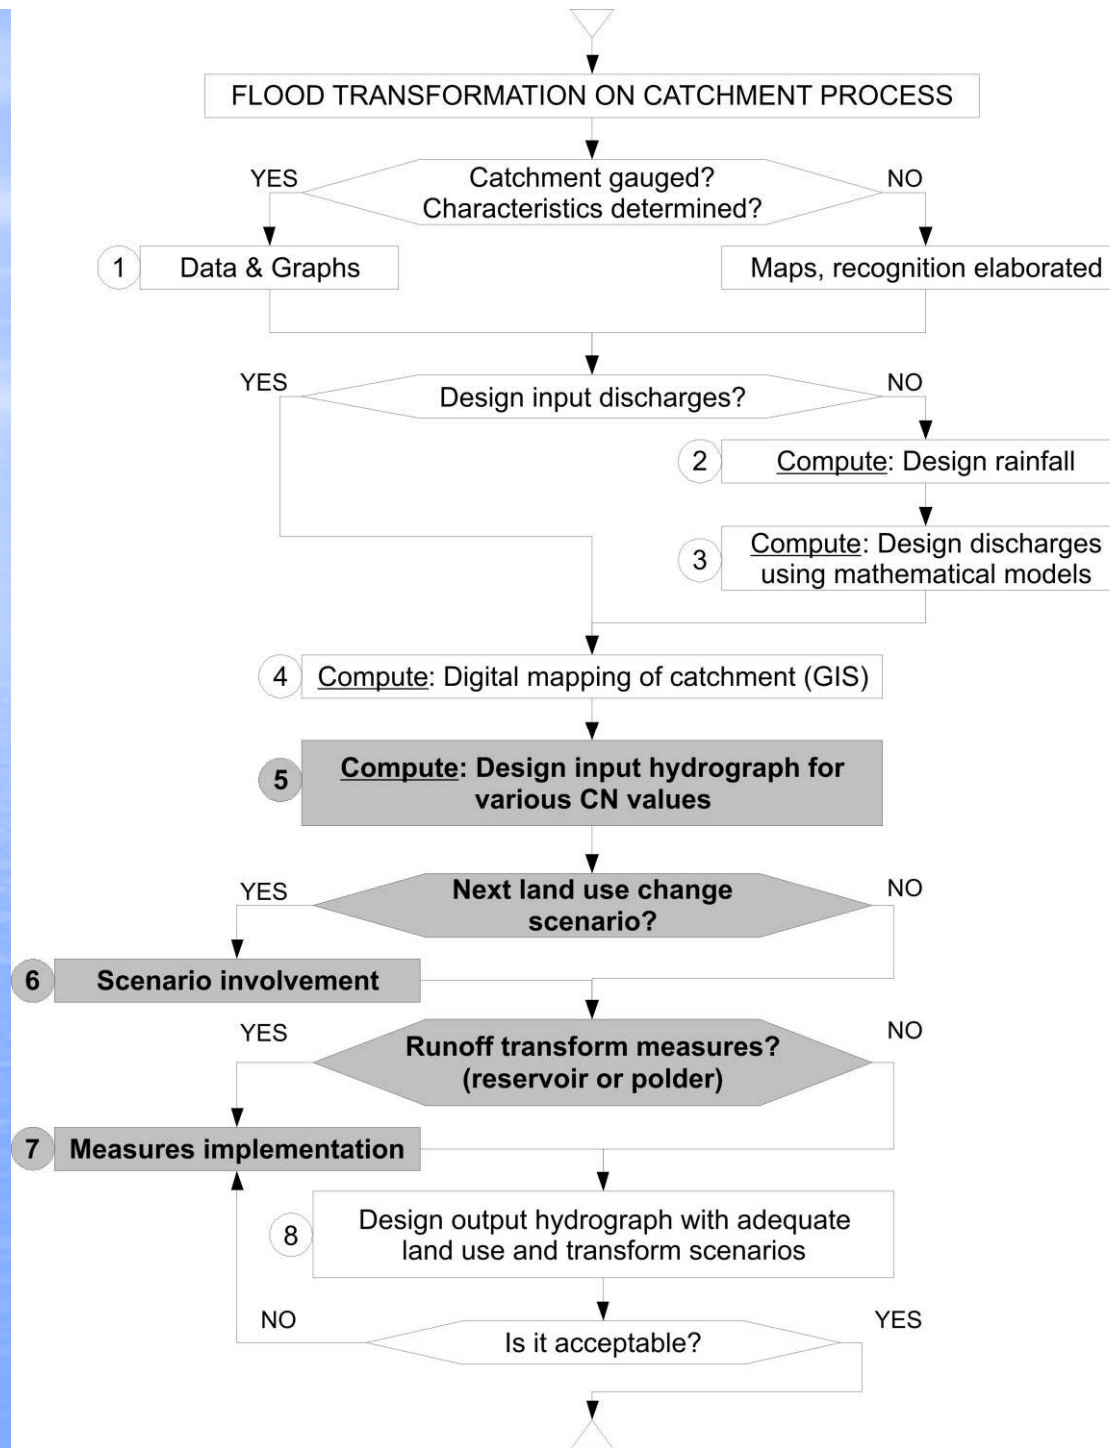 FLOOD TRANSFORMATION ON CATCHMENT PROCESS
YES
Catchment gauged?
Characteristics determined?
NO
1
Data & Graphs
Maps, recognition elaborated
YES
Design input discharges?
NO
2
Compute: Design rainfall
3
Compute: Design discharges
using mathematical models
4
Compute: Digital mapping of catchment (GIS)
5
Compute: Design input hydrograph for
various CN values
YES
Next land use change
scenario?
NO
6
Scenario involvement
YES
Runoff transform measures?
(reservoir or polder)
NO
7
Measures implementation
8
Design output hydrograph with adequate
land use and transform scenarios
NO
Is it acceptable?
YES